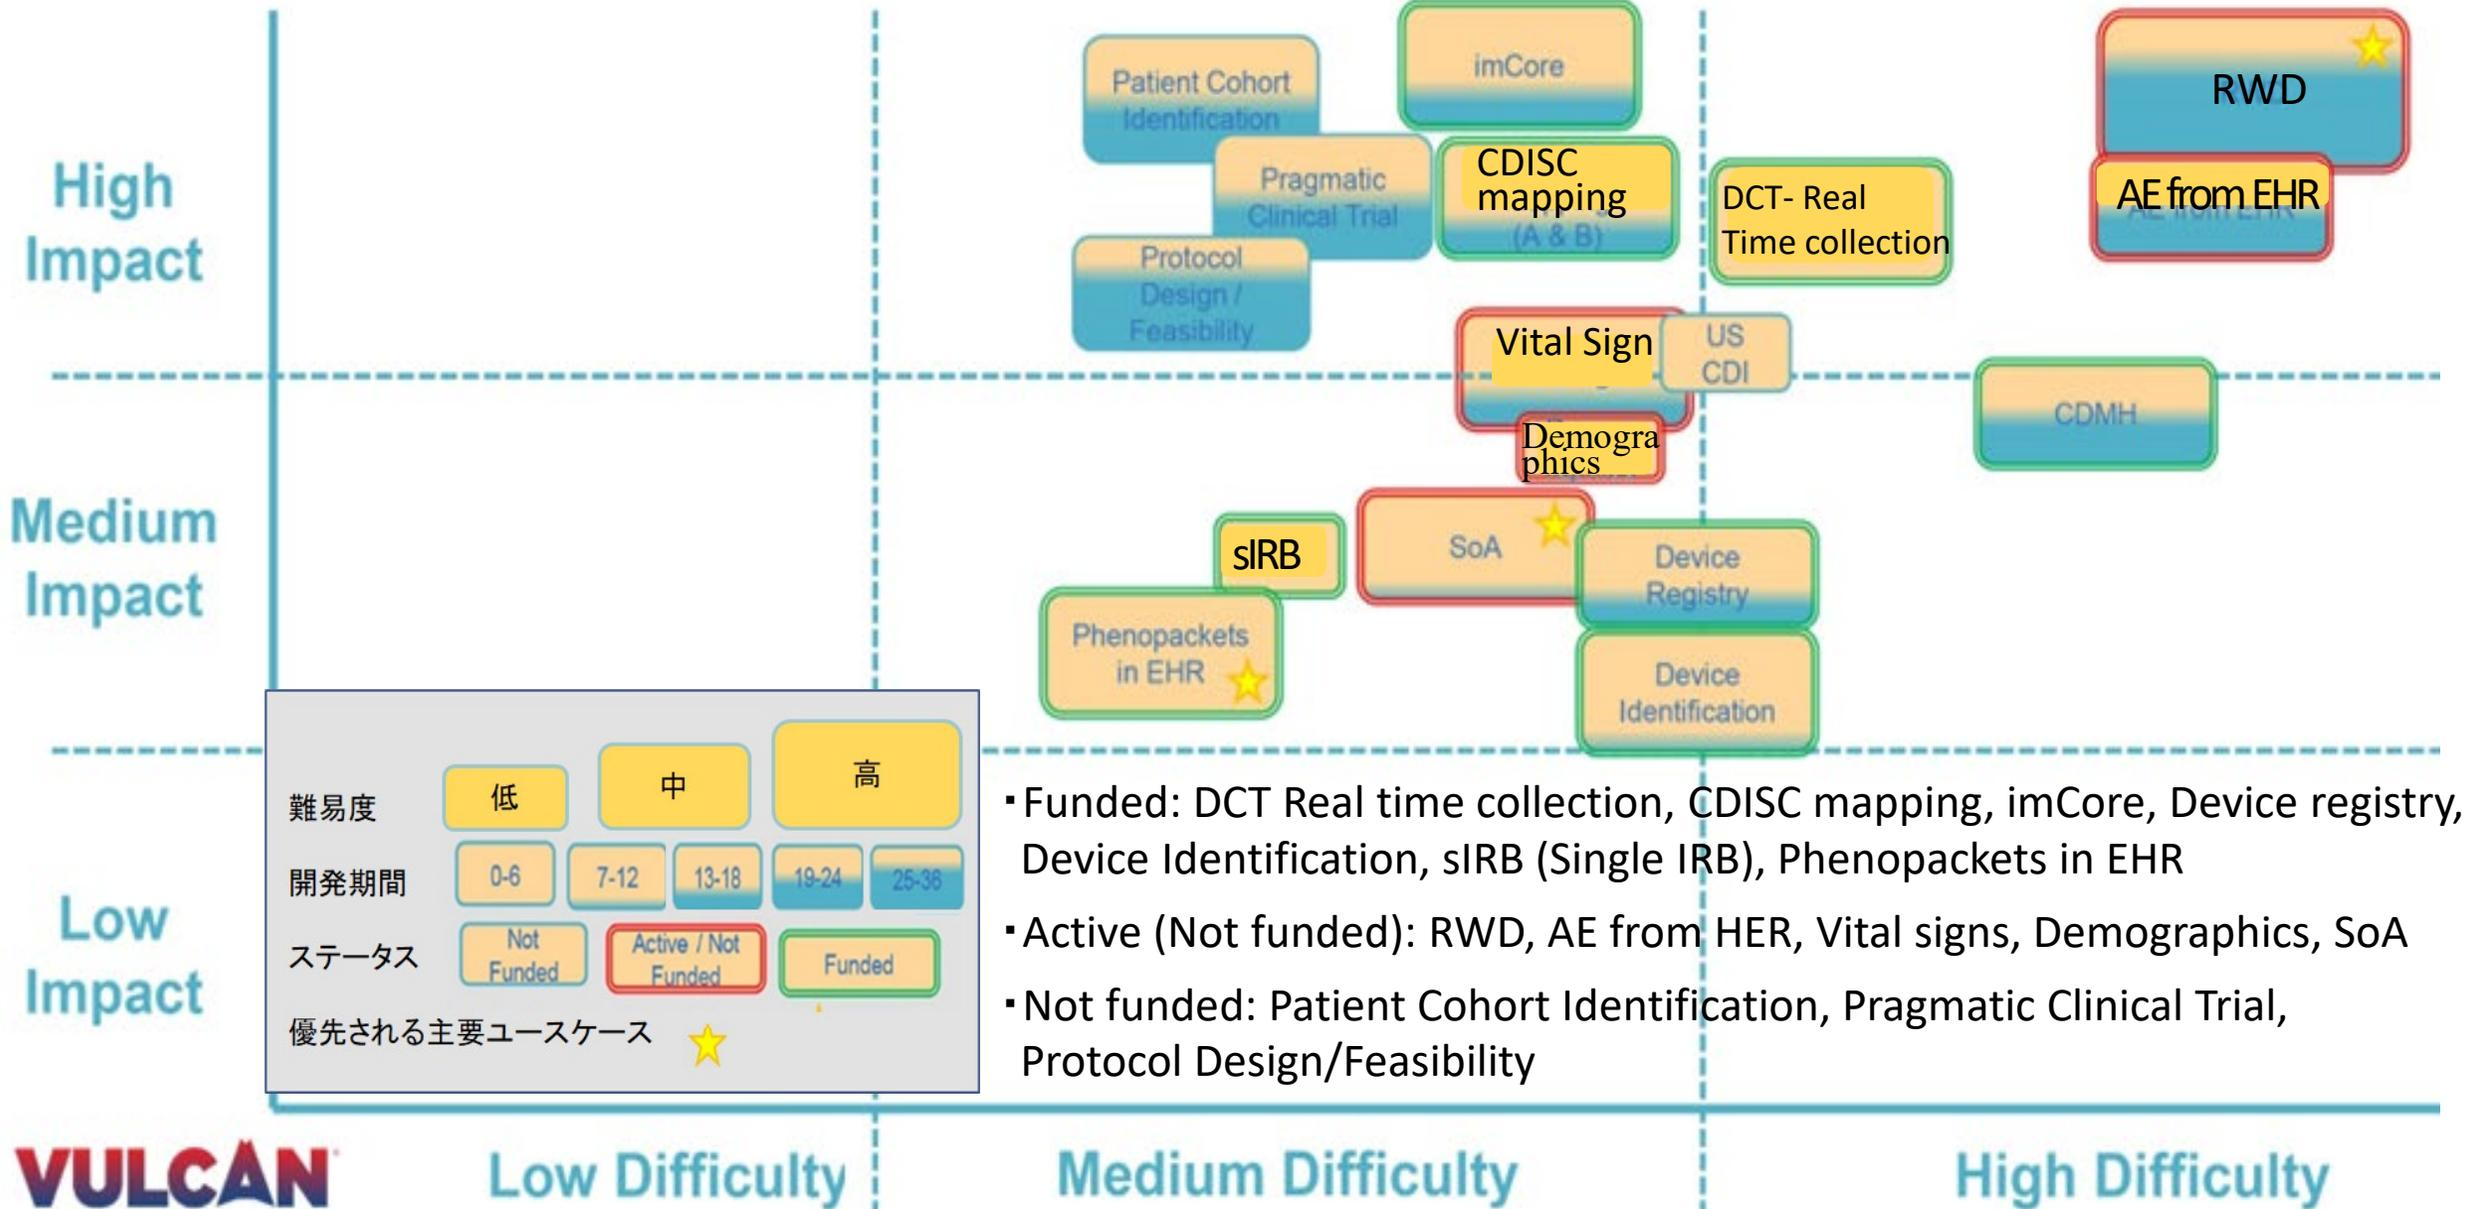 High
Impact
Medium
Impact
Low
Impact
Patient Cohort
Identification
Pragmatic
Clinical Trial
Protocol
Design /
Feasibility
imCore
CDISC
mapping
(A & B)
DCT- Real
Time collection
RWD
AE from EHR
Vital Sign
US
CDI
Demogra
phics
CDMH
sIRB
SoA
Device
Registry
Phenopackets
in EHR
Device
Identification
難易度
低
中
高
開発期間
0-6
7-12
13-18
19-24
25-36
ステータス
Not
Funded
Active / Not
Funded
Funded
優先される主要ユースケース
・Funded: DCT Real time collection, CDISC mapping, imCore, Device registry,
Device Identification, sIRB (Single IRB), Phenopackets in EHR
・Active (Not funded): RWD, AE from HER, Vital signs, Demographics, SoA
・Not funded: Patient Cohort Identification, Pragmatic Clinical Trial,
Protocol Design/Feasibility
VULCAN
Low Difficulty
Medium Difficulty
High Difficulty